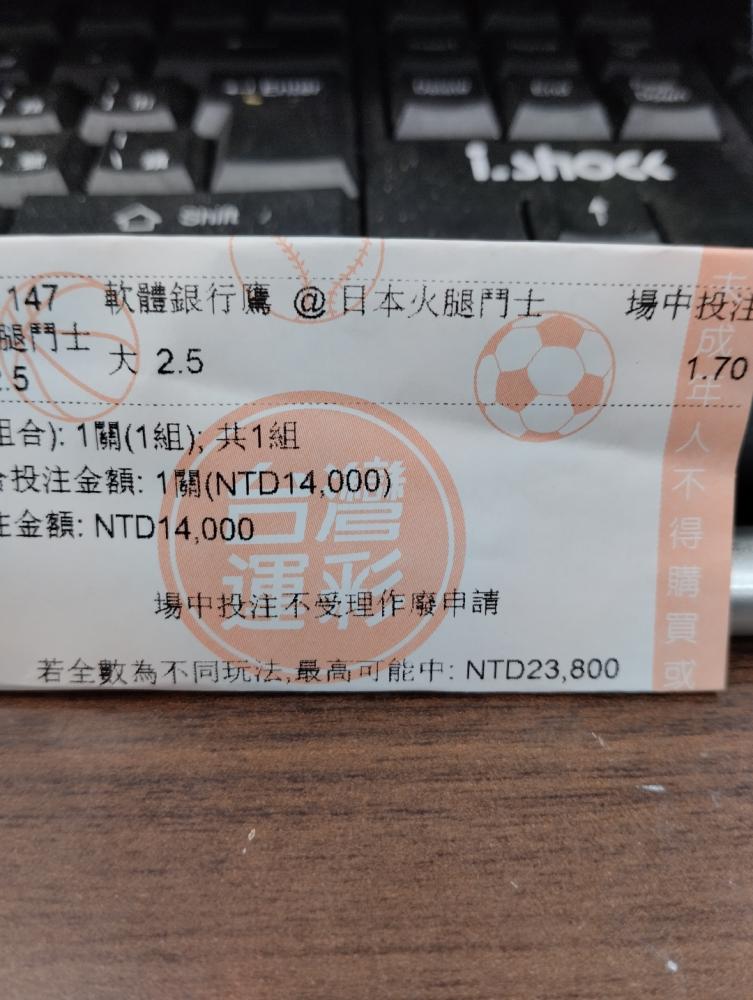 i.shock
Shift
147 軟體銀行鷹 @ 日本火腿鬥士 場中投注
腿鬥士 大 2.5 1.70
.5
組合): 1關(1組); 共1組
投注金額: 1關(NTD14,000)
金額: NTD14,000
台灣
運彩
場中投注不受理作廢申請
若全數為不同玩法,最高可能中: NTD23,800
未成年人不得購買或